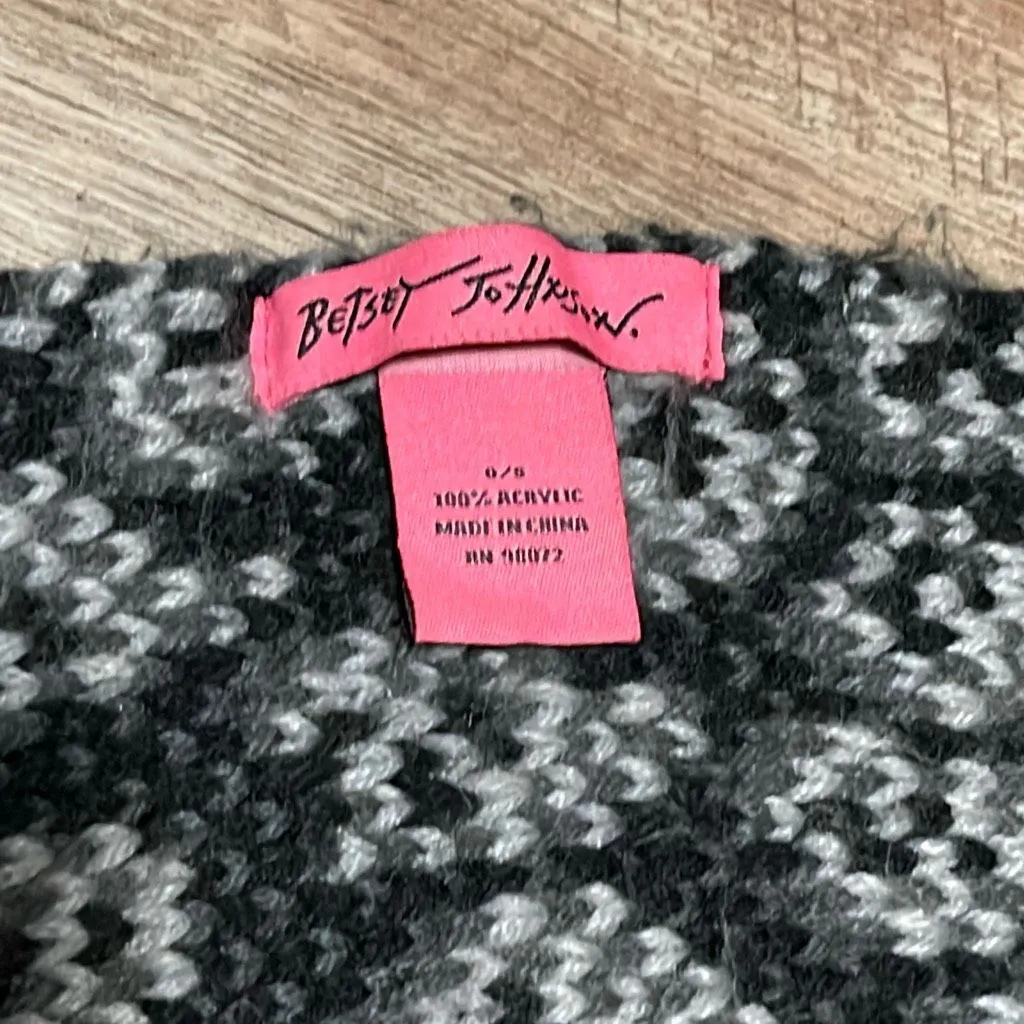 BETSEY JOHNSON.
O/S
100% ACRYLIC
MADE IN CHINA
RN 98072